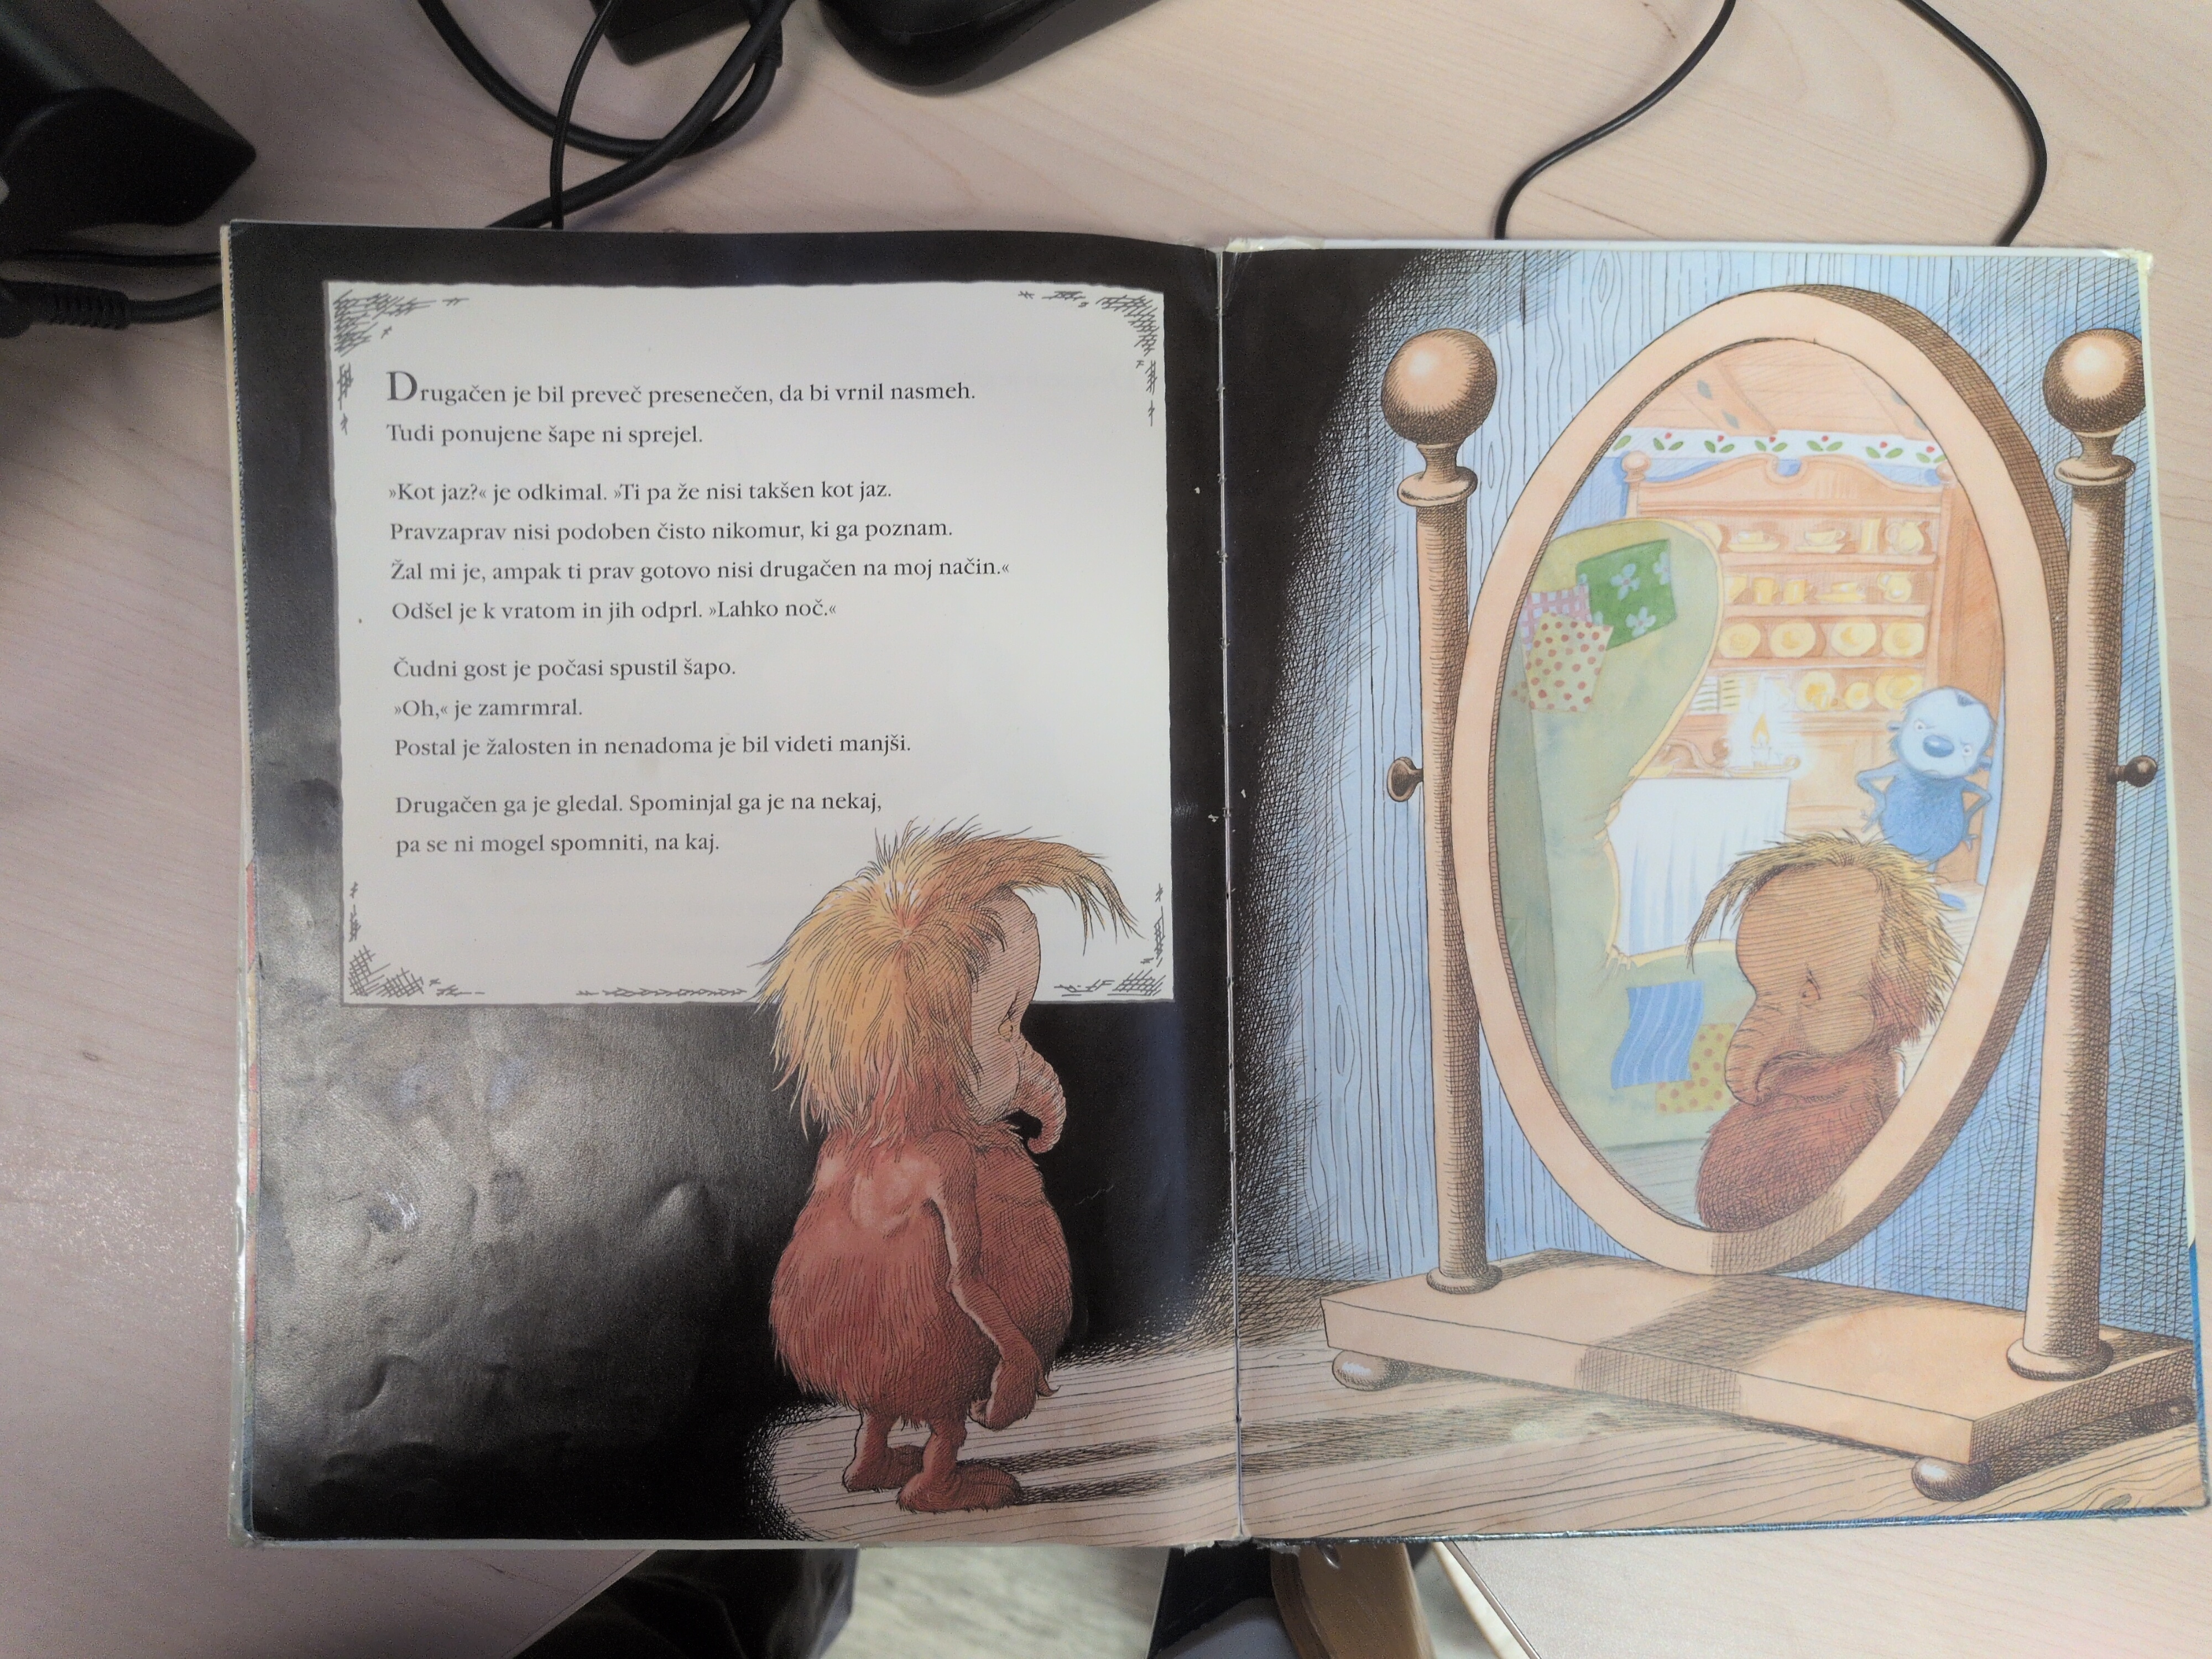 Drugačen je bil preveč presenečen, da bi vrnil nasmeh.
Tudi ponujene šape ni sprejel.
»Kot jaz?« je odkimal. »Ti pa že nisi takšen kot jaz.
Pravzaprav nisi podoben čisto nikomur, ki ga poznam.
Žal mi je, ampak ti prav gotovo nisi drugačen na moj način.«
Odšel je k vratom in jih odprl. »Lahko noč.«
Čudni gost je počasi spustil šapo.
»Oh,« je zamrmral.
Postal je žalosten in nenadoma je bil videti manjši.
Drugačen ga je gledal. Spominjal ga je na nekaj,
pa se ni mogel spomniti, na kaj.